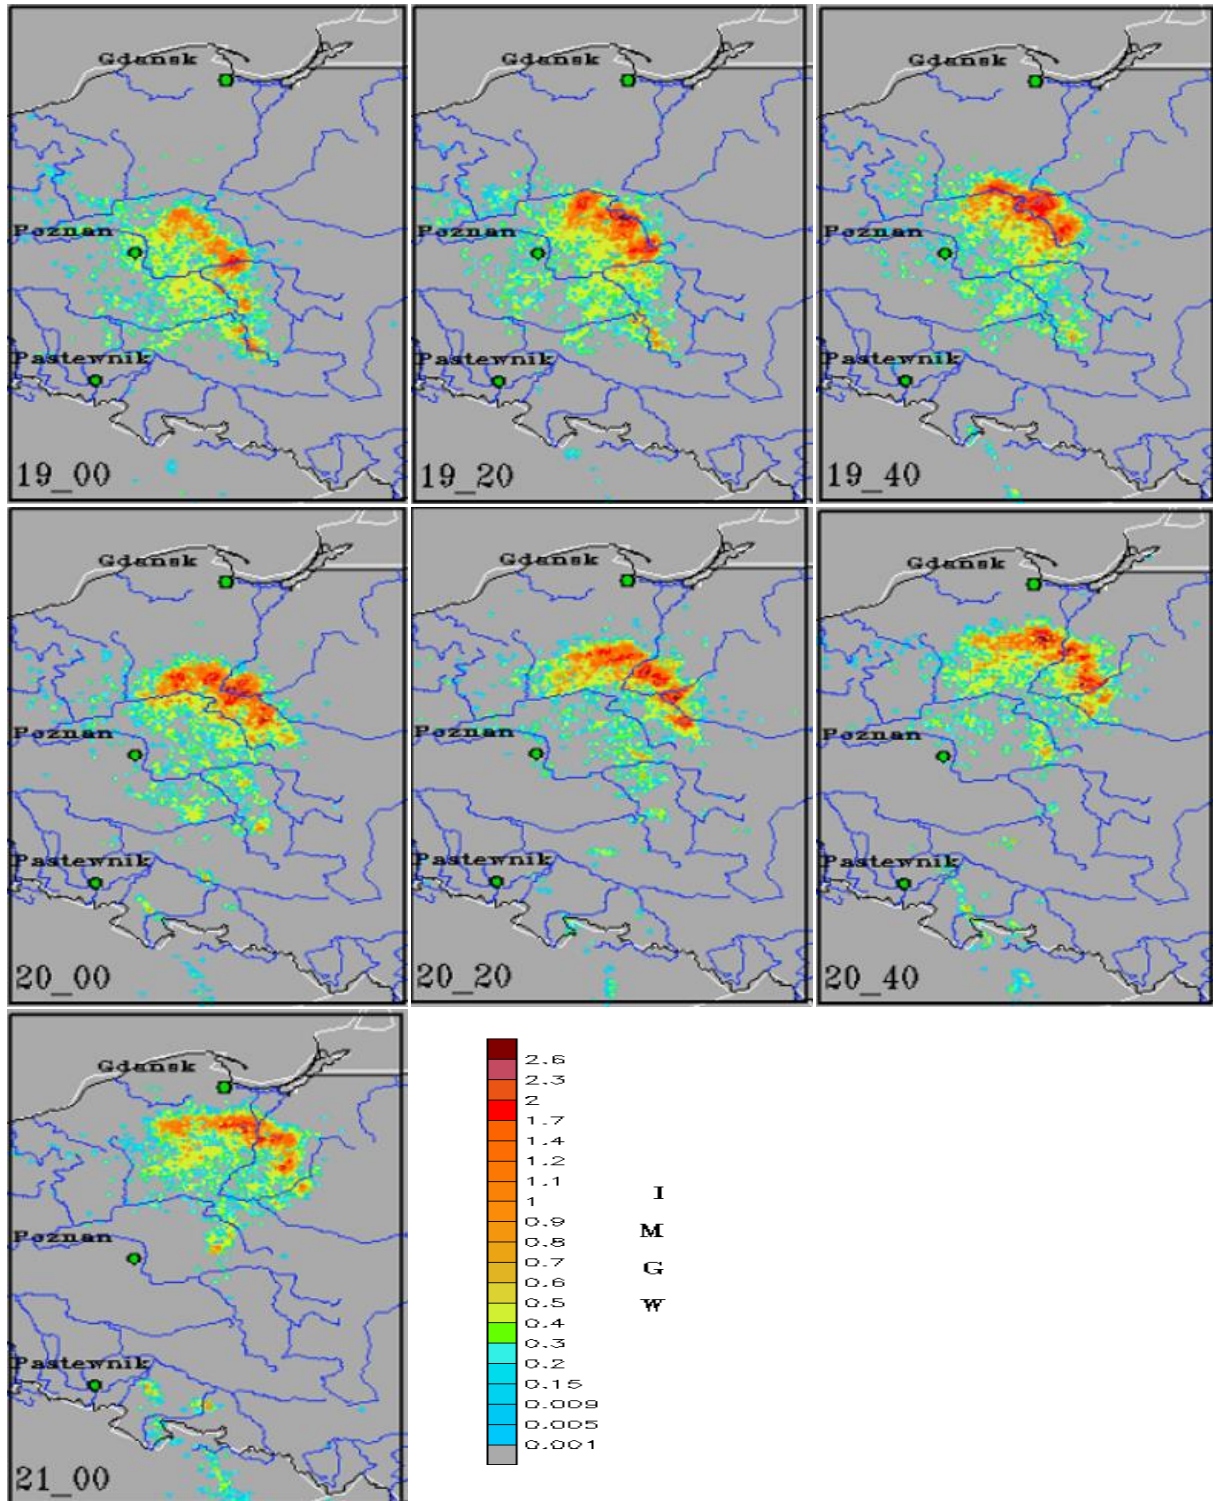 Gdansk
Poznan
Pastewnik
19_00
Gdansk
Poznan
Pastewnik
19_20
Gdansk
Poznan
Pastewnik
19_40
Gdansk
Poznan
Pastewnik
20_00
Gdansk
Poznan
Pastewnik
20_20
Gdansk
Poznan
Pastewnik
20_40
Gdansk
Poznan
Pastewnik
21_00
2.6
2.3
2
1.7
1.4
1.2
1.1
1
0.9
0.8
0.7
0.6
0.5
0.4
0.3
0.2
0.15
0.009
0.005
0.001
I
M
G
W